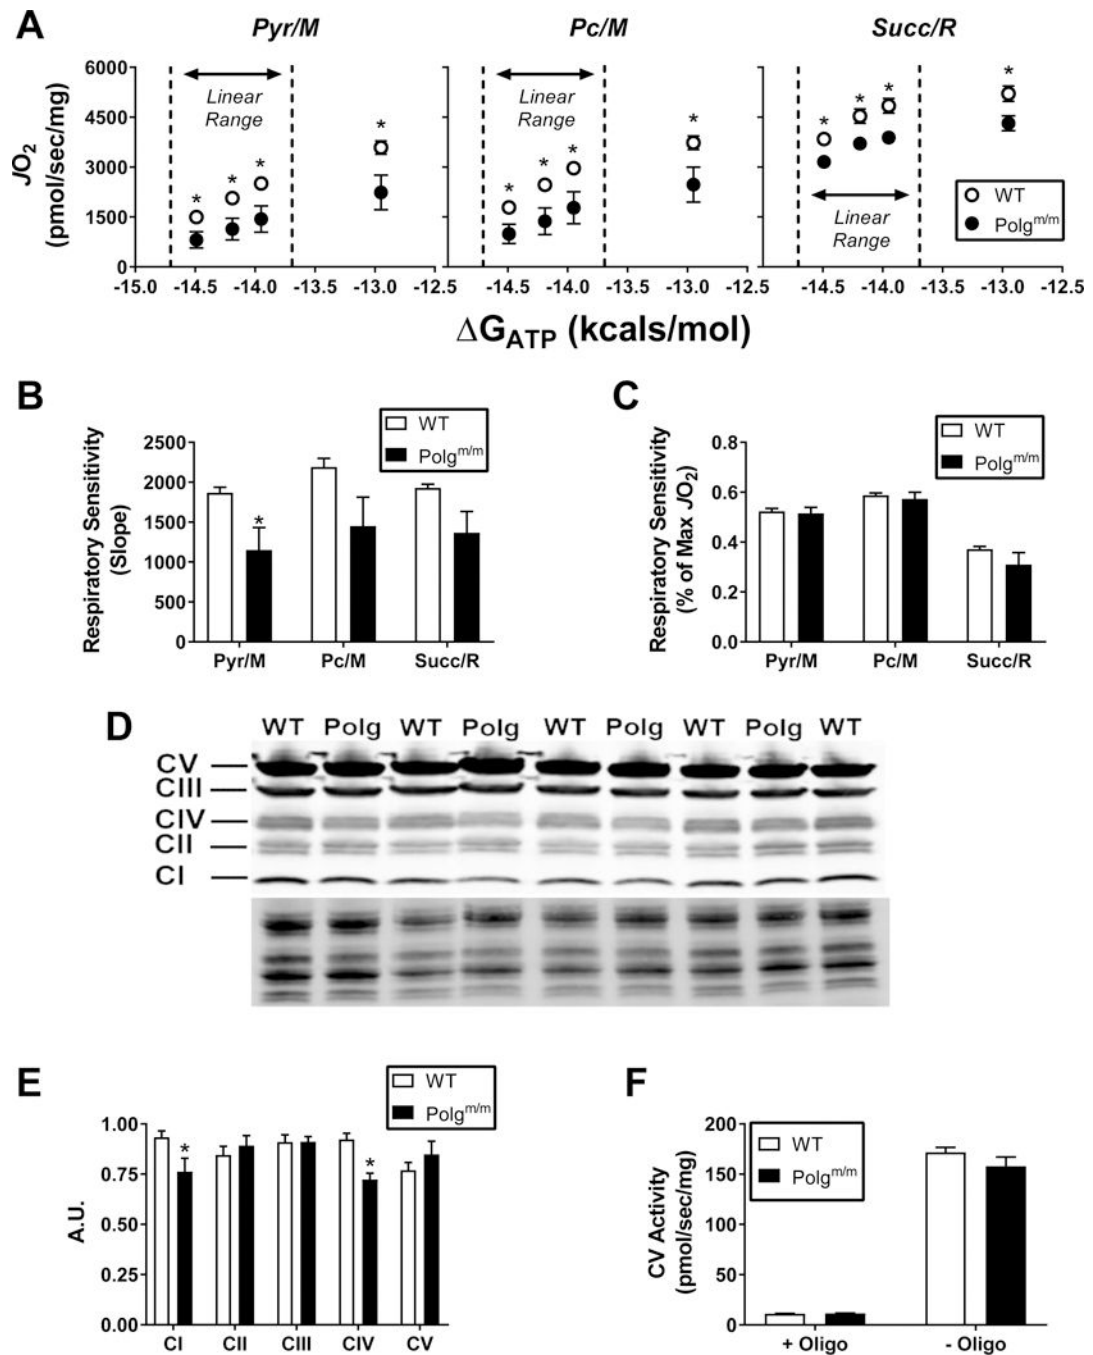 A
Pyr/M
Pc/M
Succ/R
JO2
(pmol/sec/mg)
6000
4500
3000
1500
0
Linear
Range
*
*
*
*
Linear
Range
*
*
*
*
Linear
Range
*
*
*
*
WT
Polg^m/m
-15.0 -14.5 -14.0 -13.5 -13.0 -12.5
-14.5 -14.0 -13.5 -13.0 -12.5
-14.5 -14.0 -13.5 -13.0 -12.5
ΔG_ATP (kcals/mol)
B
Respiratory Sensitivity
(Slope)
2500
2000
1500
1000
500
0
WT
Polg^m/m
*
Pyr/M Pc/M Succ/R
C
Respiratory Sensitivity
(% of Max JO2)
0.8
0.6
0.4
0.2
0.0
WT
Polg^m/m
Pyr/M Pc/M Succ/R
D
WT Polg WT Polg WT Polg WT Polg WT
CV
CIII
CIV
CII
CI
E
A.U.
1.00
0.75
0.50
0.25
0.00
WT
Polg^m/m
*
*
CI CII CIII CIV CV
F
CV Activity
(pmol/sec/mg)
200
150
100
50
0
WT
Polg^m/m
+ Oligo - Oligo